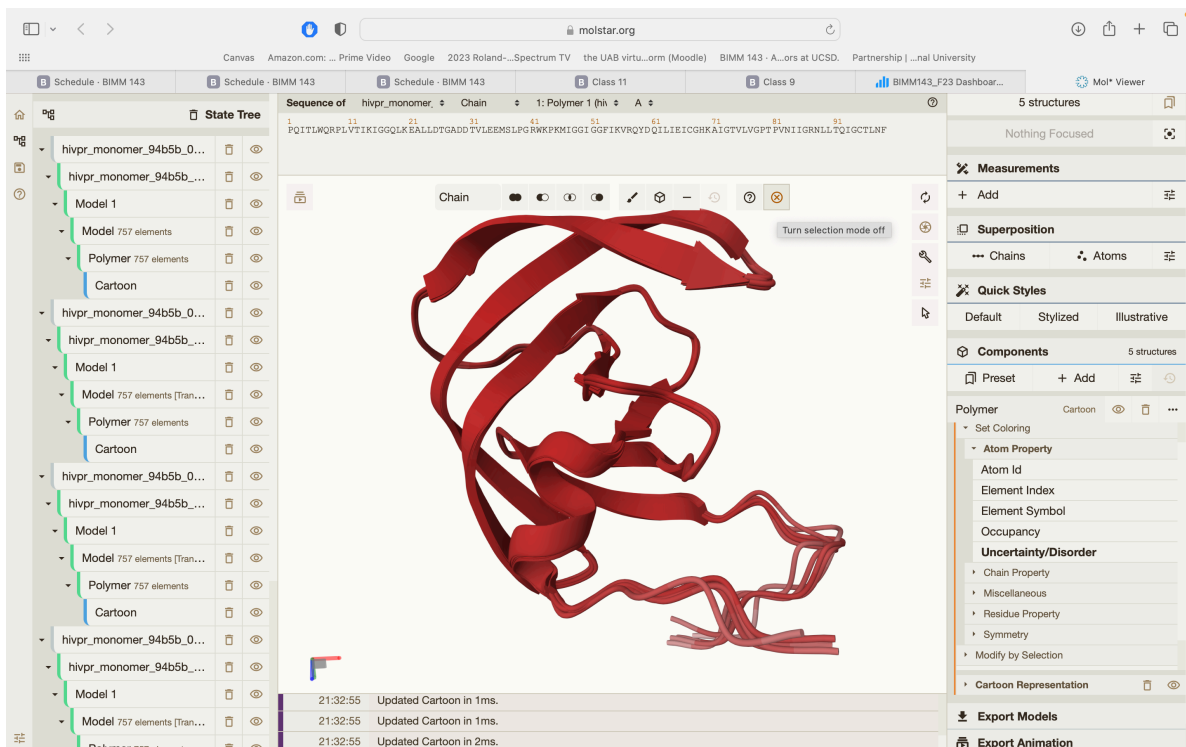 molstar.org
Canvas Amazon.com: ... Prime Video Google 2023 Roland-...Spectrum TV the UAB virtu...orm (Moodle) BIMM 143 · A...ors at UCSD. Partnership | ...nal University
B Schedule · BIMM 143 B Schedule · BIMM 143 B Schedule · BIMM 143 B Class 11 B Class 9 BIMM143_F23 Dashboar... Mol* Viewer
State Tree
hivpr_monomer_94b5b_0...
hivpr_monomer_94b5b_...
Model 1
Model 757 elements
Polymer 757 elements
Cartoon
hivpr_monomer_94b5b_0...
hivpr_monomer_94b5b_...
Model 1
Model 757 elements [Tran...
Polymer 757 elements
Cartoon
hivpr_monomer_94b5b_0...
hivpr_monomer_94b5b_...
Model 1
Model 757 elements [Tran...
Polymer 757 elements
Cartoon
hivpr_monomer_94b5b_0...
hivpr_monomer_94b5b_...
Model 1
Model 757 elements [Tran...
Sequence of hivpr_monomer_ Chain 1: Polymer 1 (hiv A
1 11 21 31 41 51 61 71 81 91
PQITLWQRPLVTIKIGGQLKEALLDTGADDTVLEEMSLPGRWKPKMIGGIGGFIKVRQYDQILIEICGHKAIGTVLVGPTPVNIIGRNLLTQIGCTLNF
Chain
Turn selection mode off
21:32:55 Updated Cartoon in 1ms.
21:32:55 Updated Cartoon in 1ms.
21:32:55 Updated Cartoon in 2ms.
5 structures
Nothing Focused
Measurements
+ Add
Superposition
Chains Atoms
Quick Styles
Default Stylized Illustrative
Components 5 structures
Preset + Add
Polymer Cartoon
Set Coloring
Atom Property
Atom Id
Element Index
Element Symbol
Occupancy
Uncertainty/Disorder
Chain Property
Miscellaneous
Residue Property
Symmetry
Modify by Selection
Cartoon Representation
Export Models
Export Animation